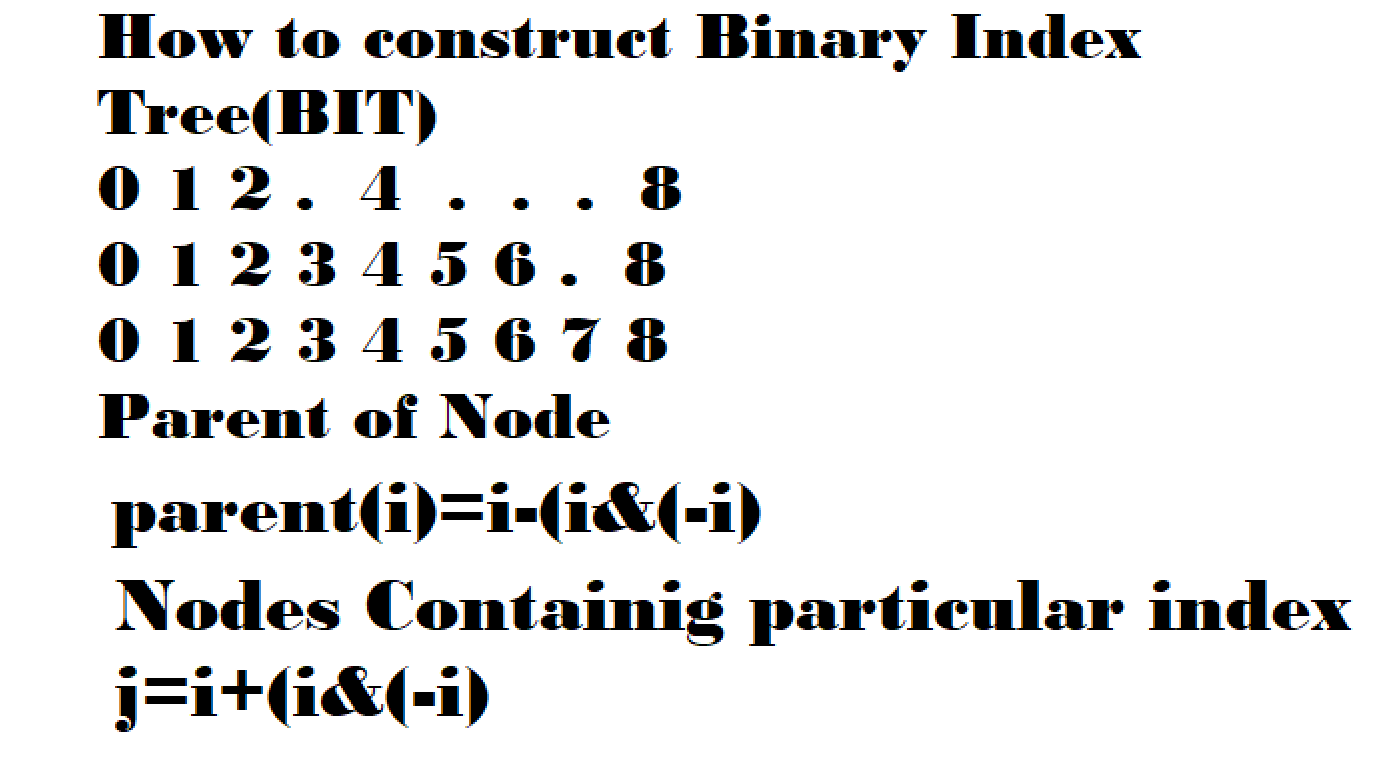 How to construct Binary Index
Tree(BIT)
0 1 2 . 4 . . . 8
0 1 2 3 4 5 6 . 8
0 1 2 3 4 5 6 7 8
Parent of Node
parent(i)=i-(i&(-i)
Nodes Containig particular index
j=i+(i&(-i)